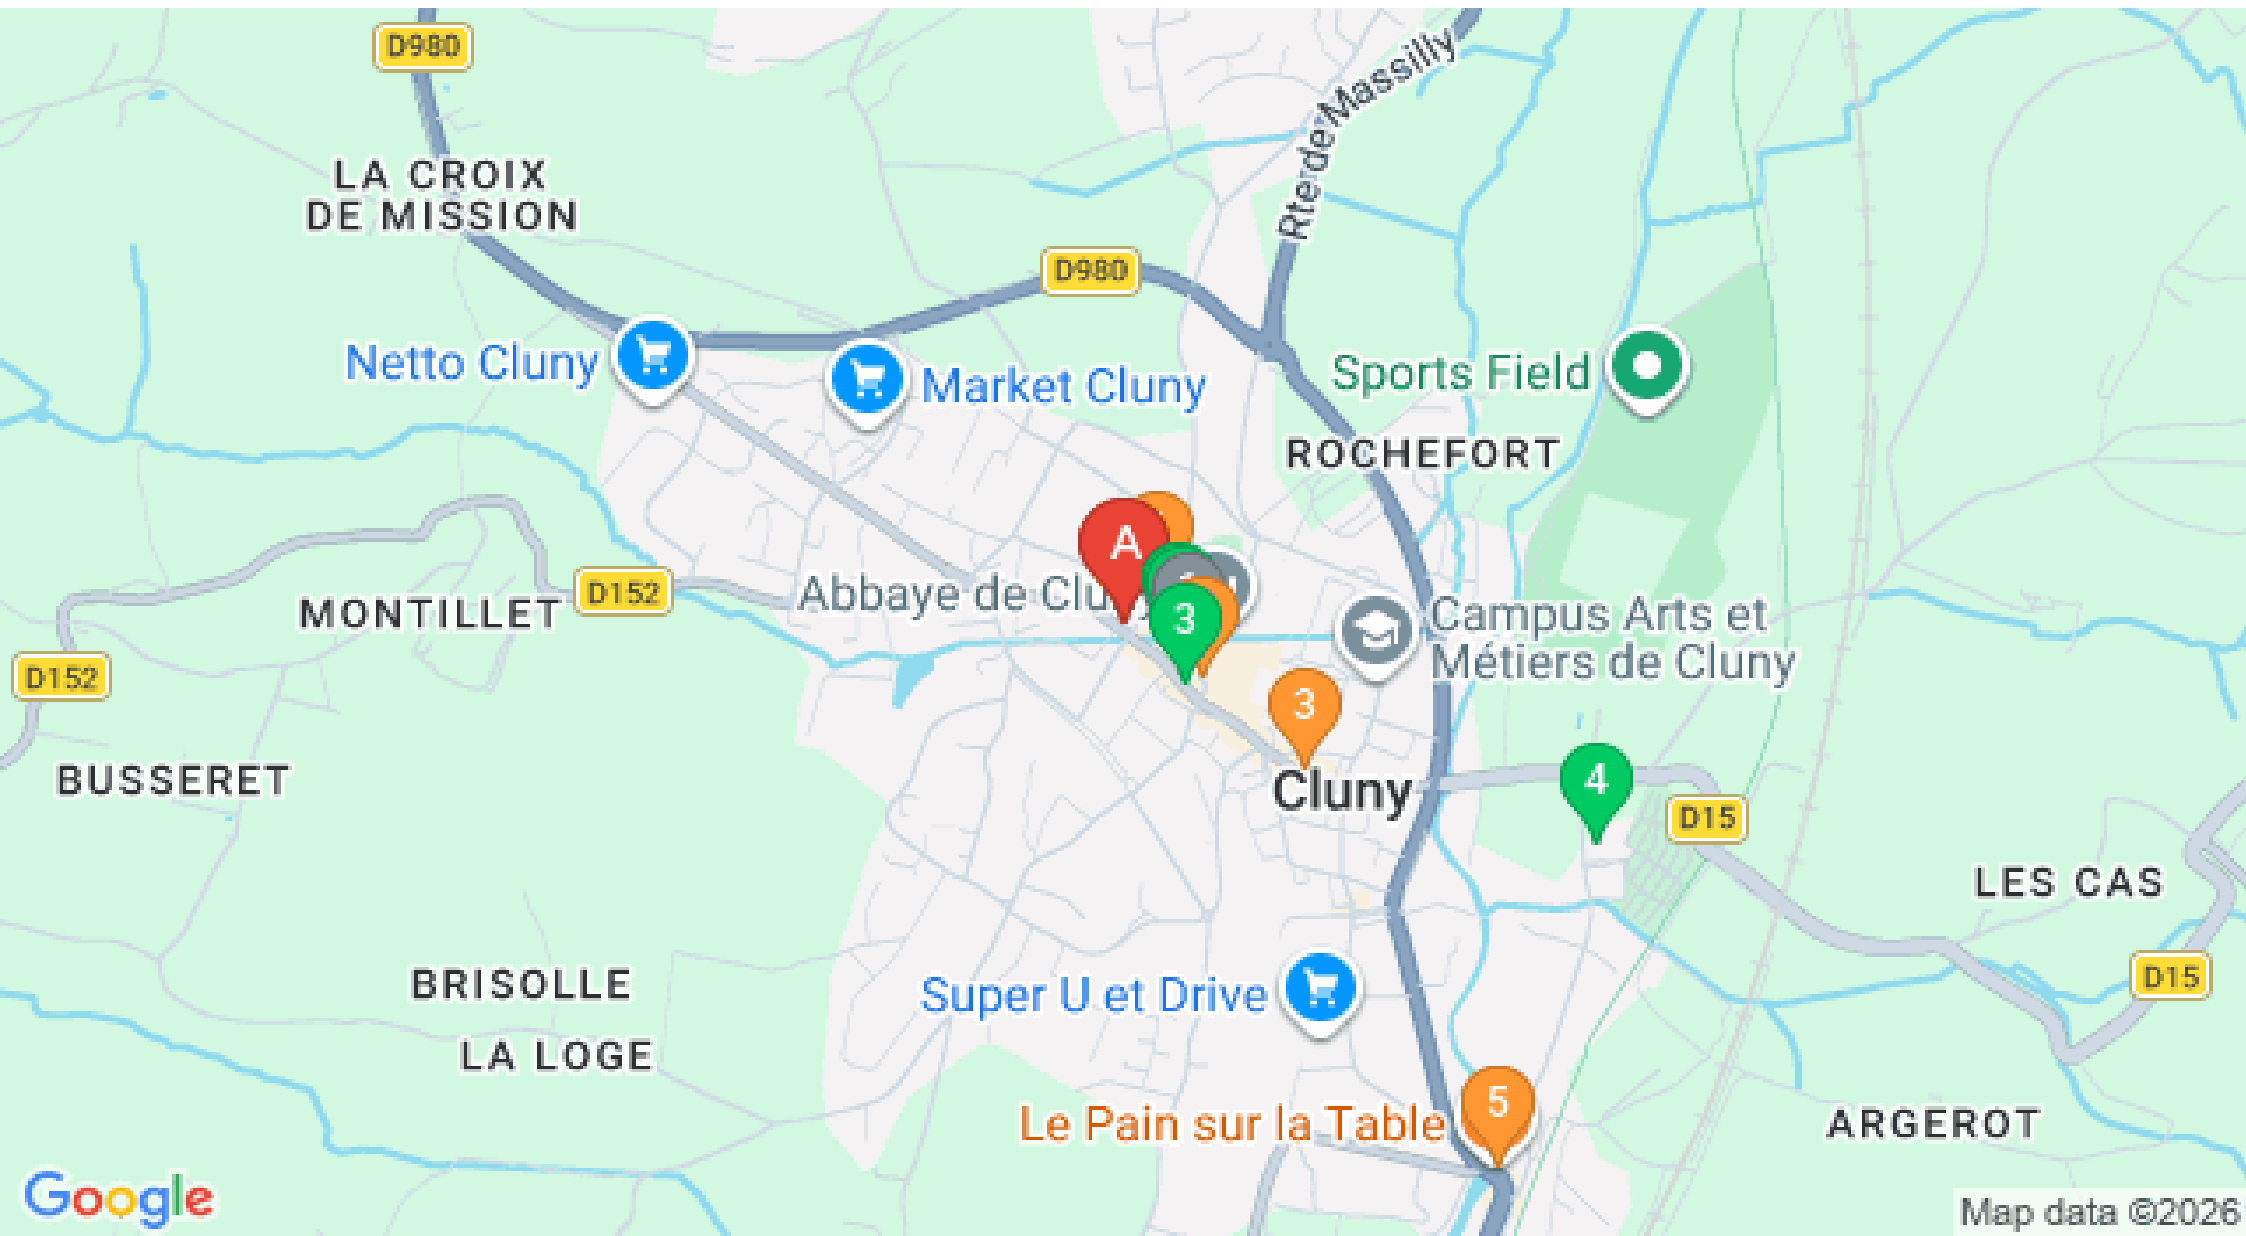 D980
Rte de Massilly
LA CROIX
DE MISSION
D980
Netto Cluny
Market Cluny
Sports Field
ROCHEFORT
A
Abbaye de Cluny
D152
MONTILLET
3
Campus Arts et
Métiers de Cluny
D152
3
BUSSERET
Cluny
4
D15
LES CAS
D15
BRISOLLE
Super U et Drive
LA LOGE
5
Le Pain sur la Table
ARGEROT
Google
Map data ©2026